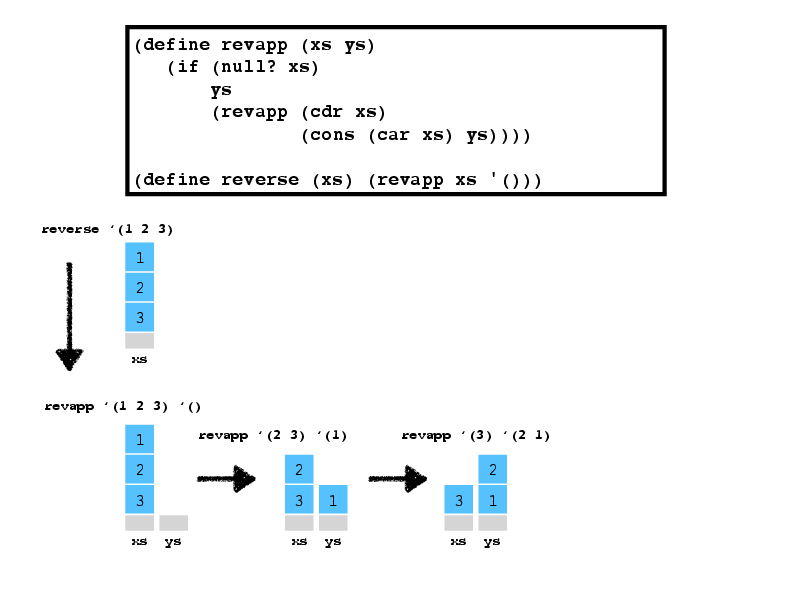 (define revapp (xs ys)
(if (null? xs)
ys
(revapp (cdr xs)
(cons (car xs) ys))))
(define reverse (xs) (revapp xs '()))
reverse ‘(1 2 3)
1
2
3
xs
revapp ‘(1 2 3) ‘()
1
2
3
xs ys
revapp ‘(2 3) ‘(1)
2
3 1
xs ys
revapp ‘(3) ‘(2 1)
2
3 1
xs ys